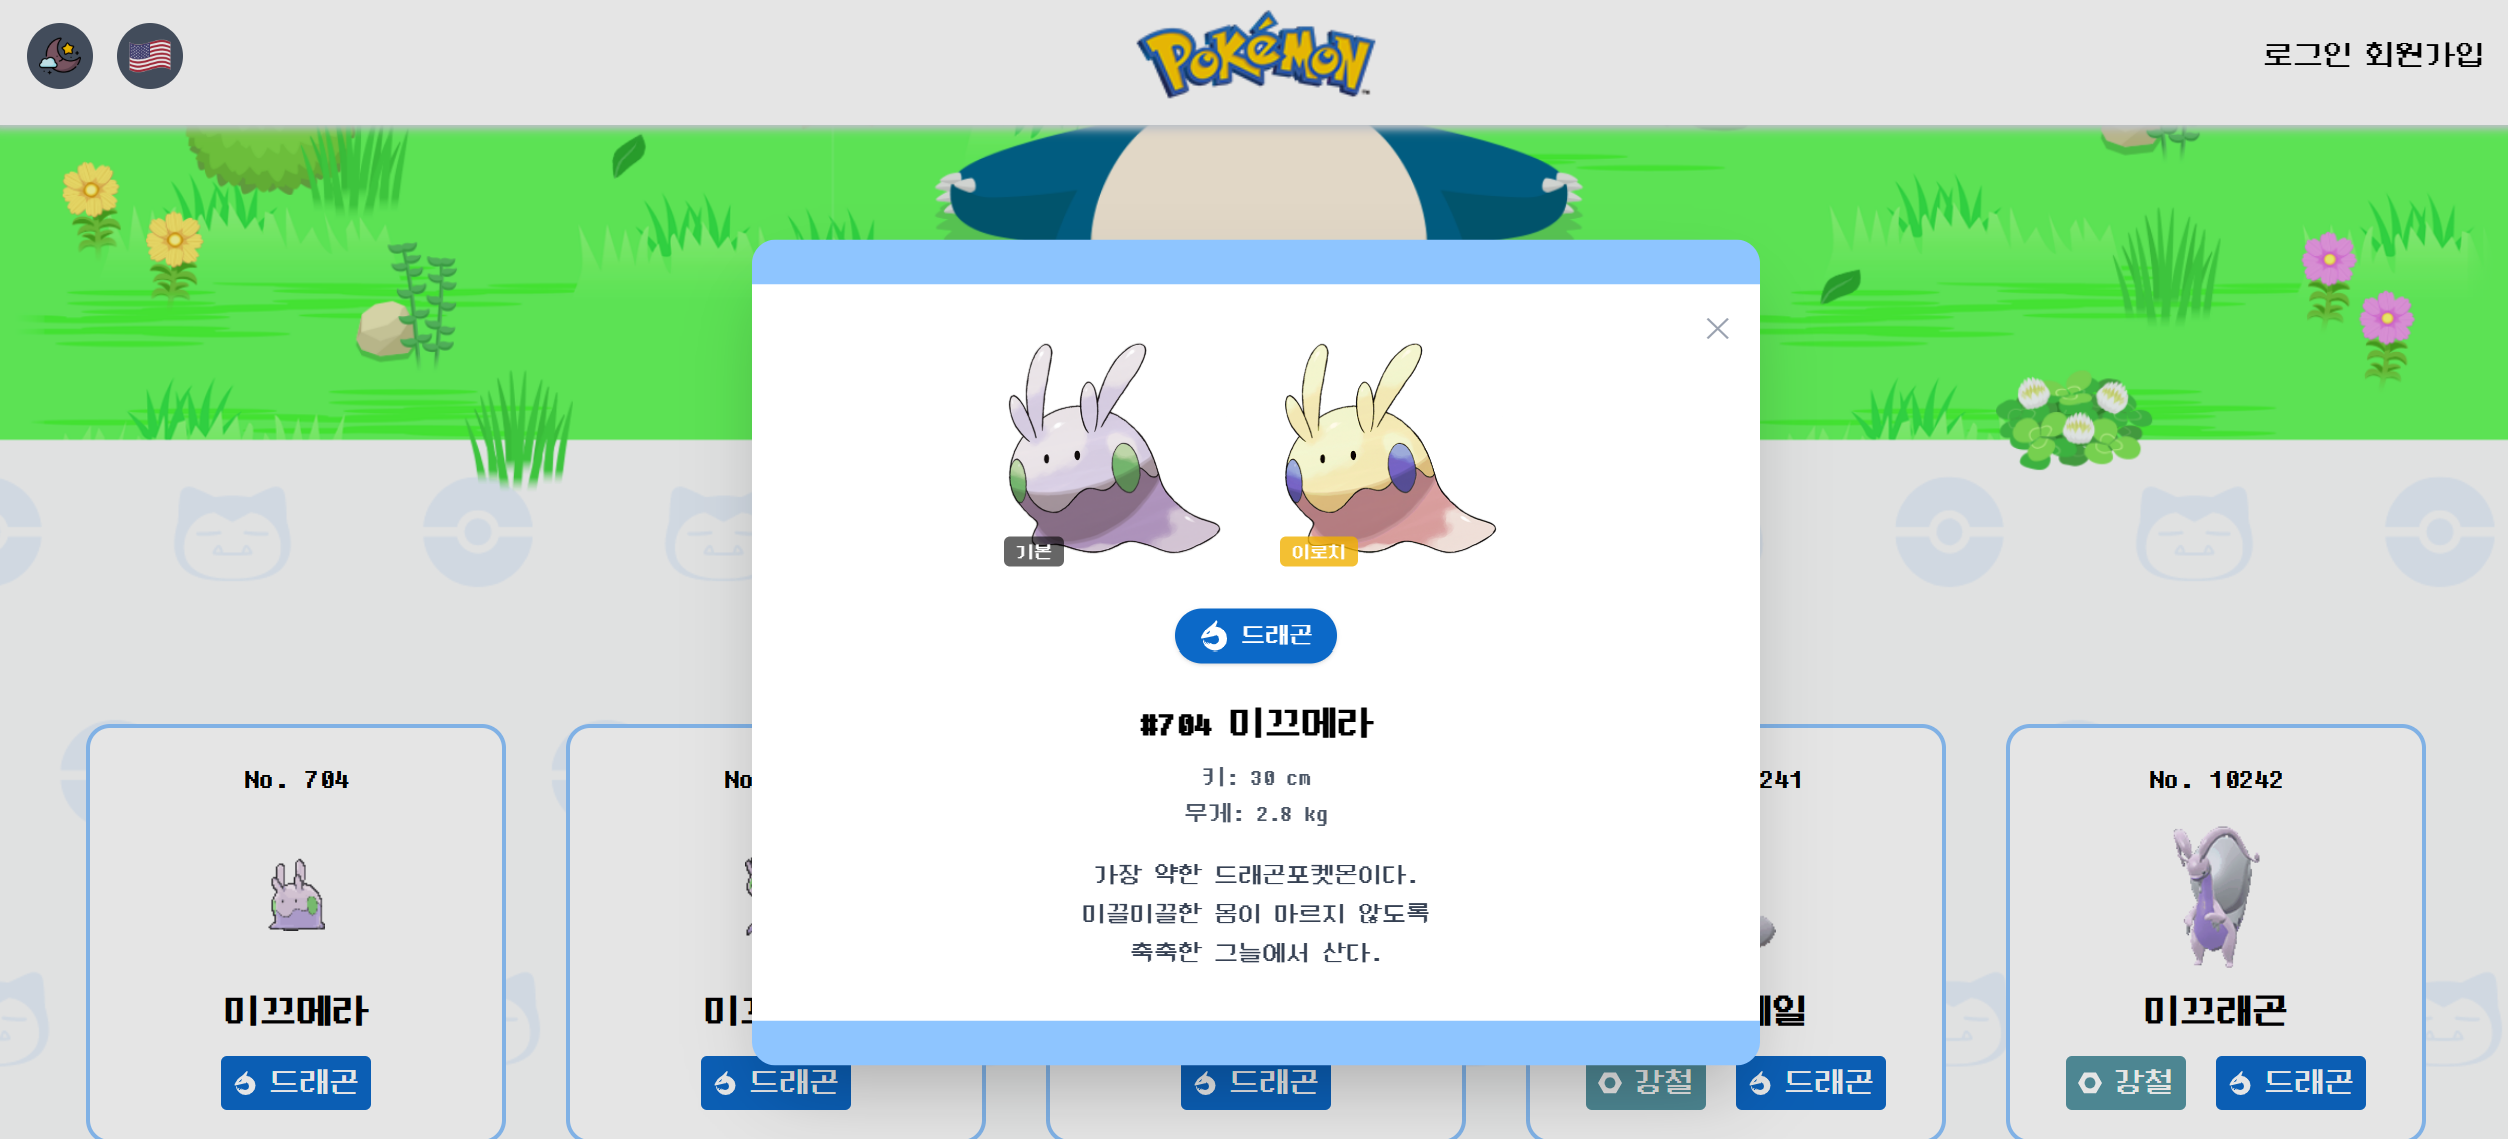 Pokémon
로그인 회원가입
기본
이로치
드래곤
#704 미끄메라
키: 30 cm
무게: 2.8 kg
가장 약한 드래곤포켓몬이다.
미끌미끌한 몸이 마르지 않도록
축축한 그늘에서 산다.
No. 704
No
241
No. 10242
미끄메라
일
미끄래곤
드래곤
드래곤
드래곤
강철 드래곤
강철 드래곤